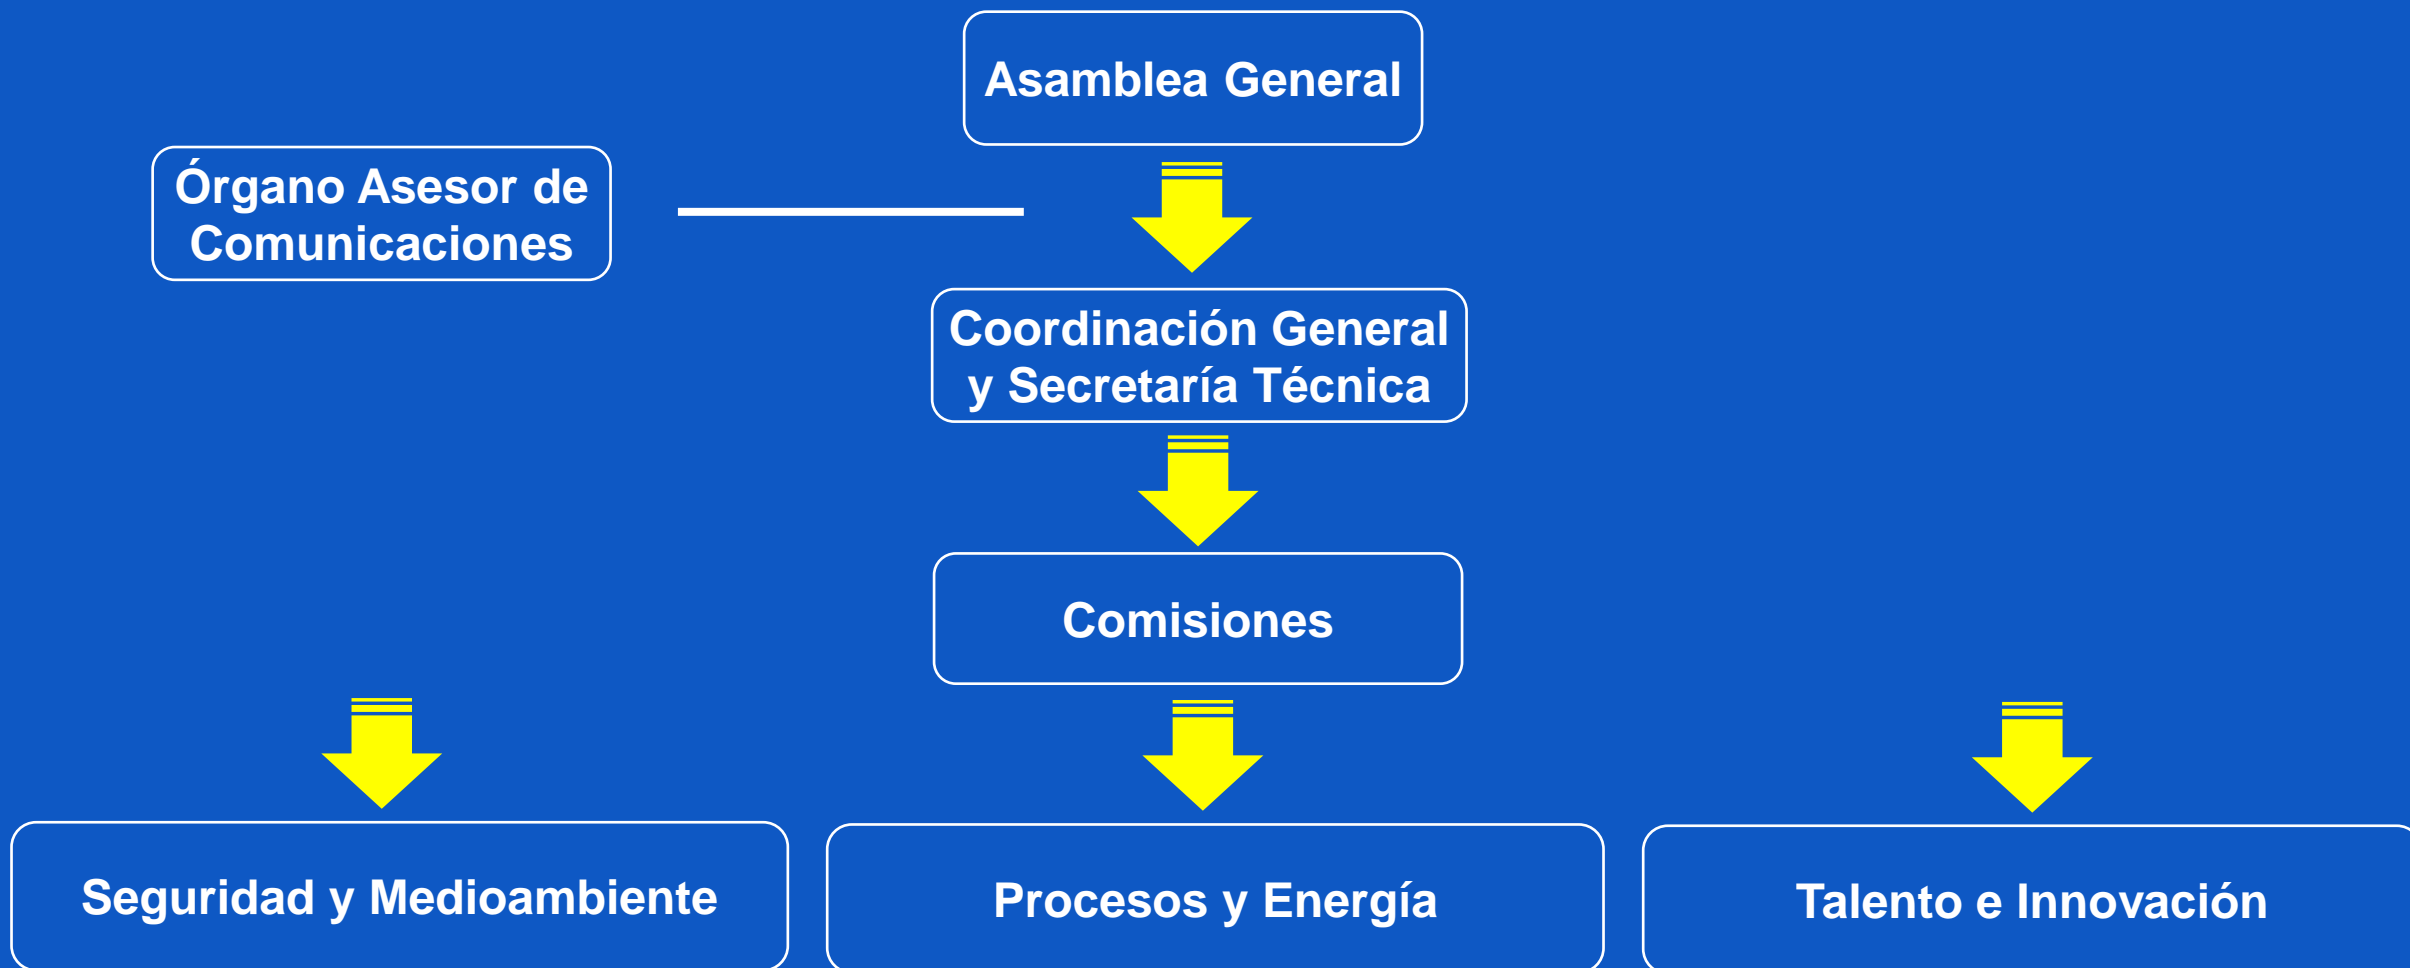 Asamblea General
Órgano Asesor de
Comunicaciones
Coordinación General
y Secretaría Técnica
Comisiones
Seguridad y Medioambiente
Procesos y Energía
Talento e Innovación